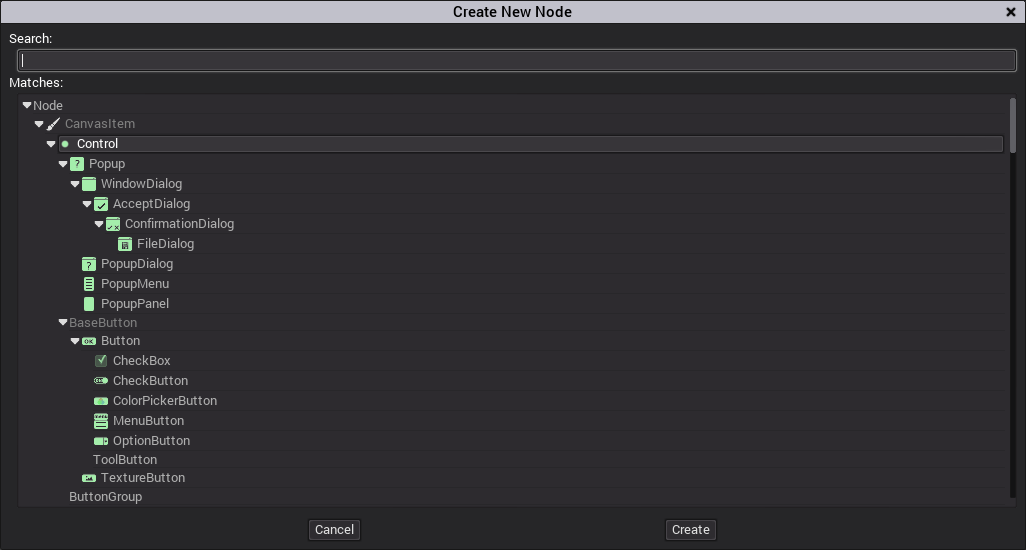 Create New Node
Search:
Matches:
Node
CanvasItem
Control
Popup
WindowDialog
AcceptDialog
ConfirmationDialog
FileDialog
PopupDialog
PopupMenu
PopupPanel
BaseButton
Button
CheckBox
CheckButton
ColorPickerButton
MenuButton
OptionButton
ToolButton
TextureButton
ButtonGroup
Cancel Create